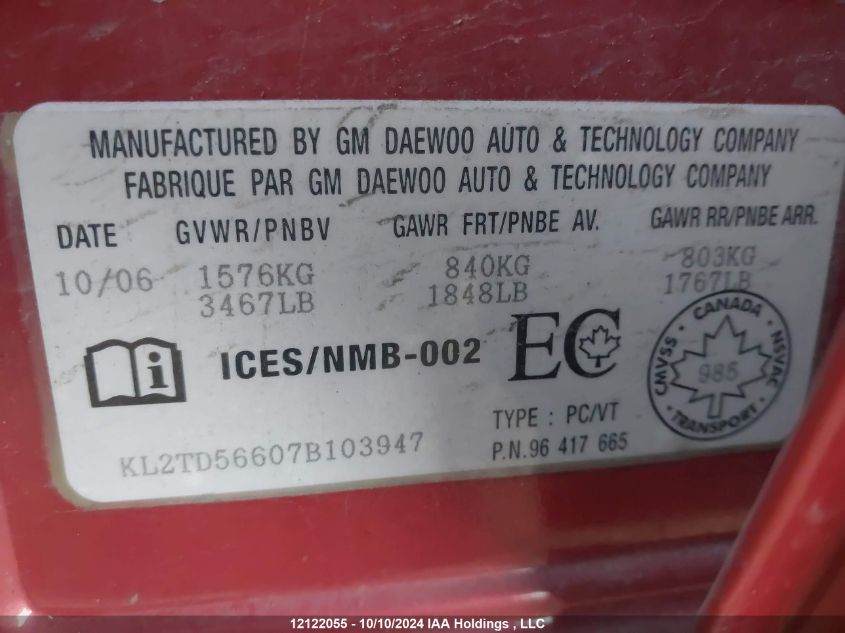 MANUFACTURED BY GM DAEWOO AUTO & TECHNOLOGY COMPANY
FABRIQUE PAR GM DAEWOO AUTO & TECHNOLOGY COMPANY
DATE GVWR/PNBV GAWR FRT/PNBE AV. GAWR RR/PNBE ARR.
10/06 1576KG 840KG 803KG
3467LB 1848LB 1767LB
i ICES/NMB-002 EC
CANADA
CMVSS 985 NSVAC
TRANSPORT
TYPE : PC/VT
KL2TD56607B103947 P.N.96 417 665
12122055 - 10/10/2024 IAA Holdings , LLC